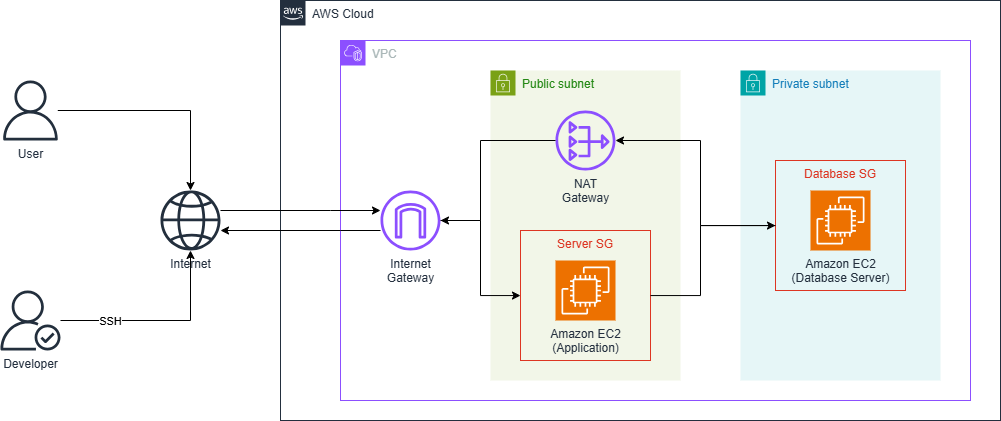 aws
AWS Cloud
VPC
Public subnet
Private subnet
User
NAT
Gateway
Database SG
Server SG
Internet
Internet
Gateway
Amazon EC2
(Database Server)
SSH
Amazon EC2
(Application)
Developer